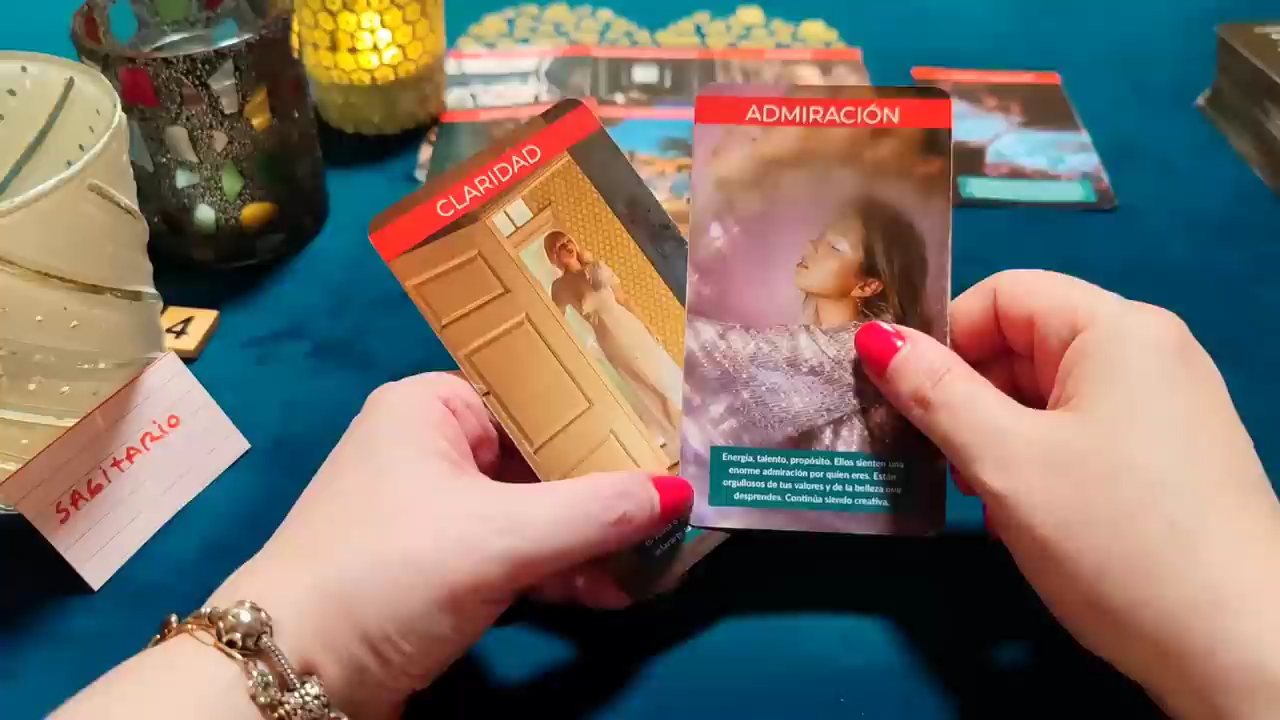 CLARIDAD
ADMIRACIÓN
Energía, talento, propósito. Ellos sienten una
enorme admiración por quien eres. Están
orgullosos de tus valores y de la belleza que
desprendes. Continúa siendo creativa.
4
SAGITARIO